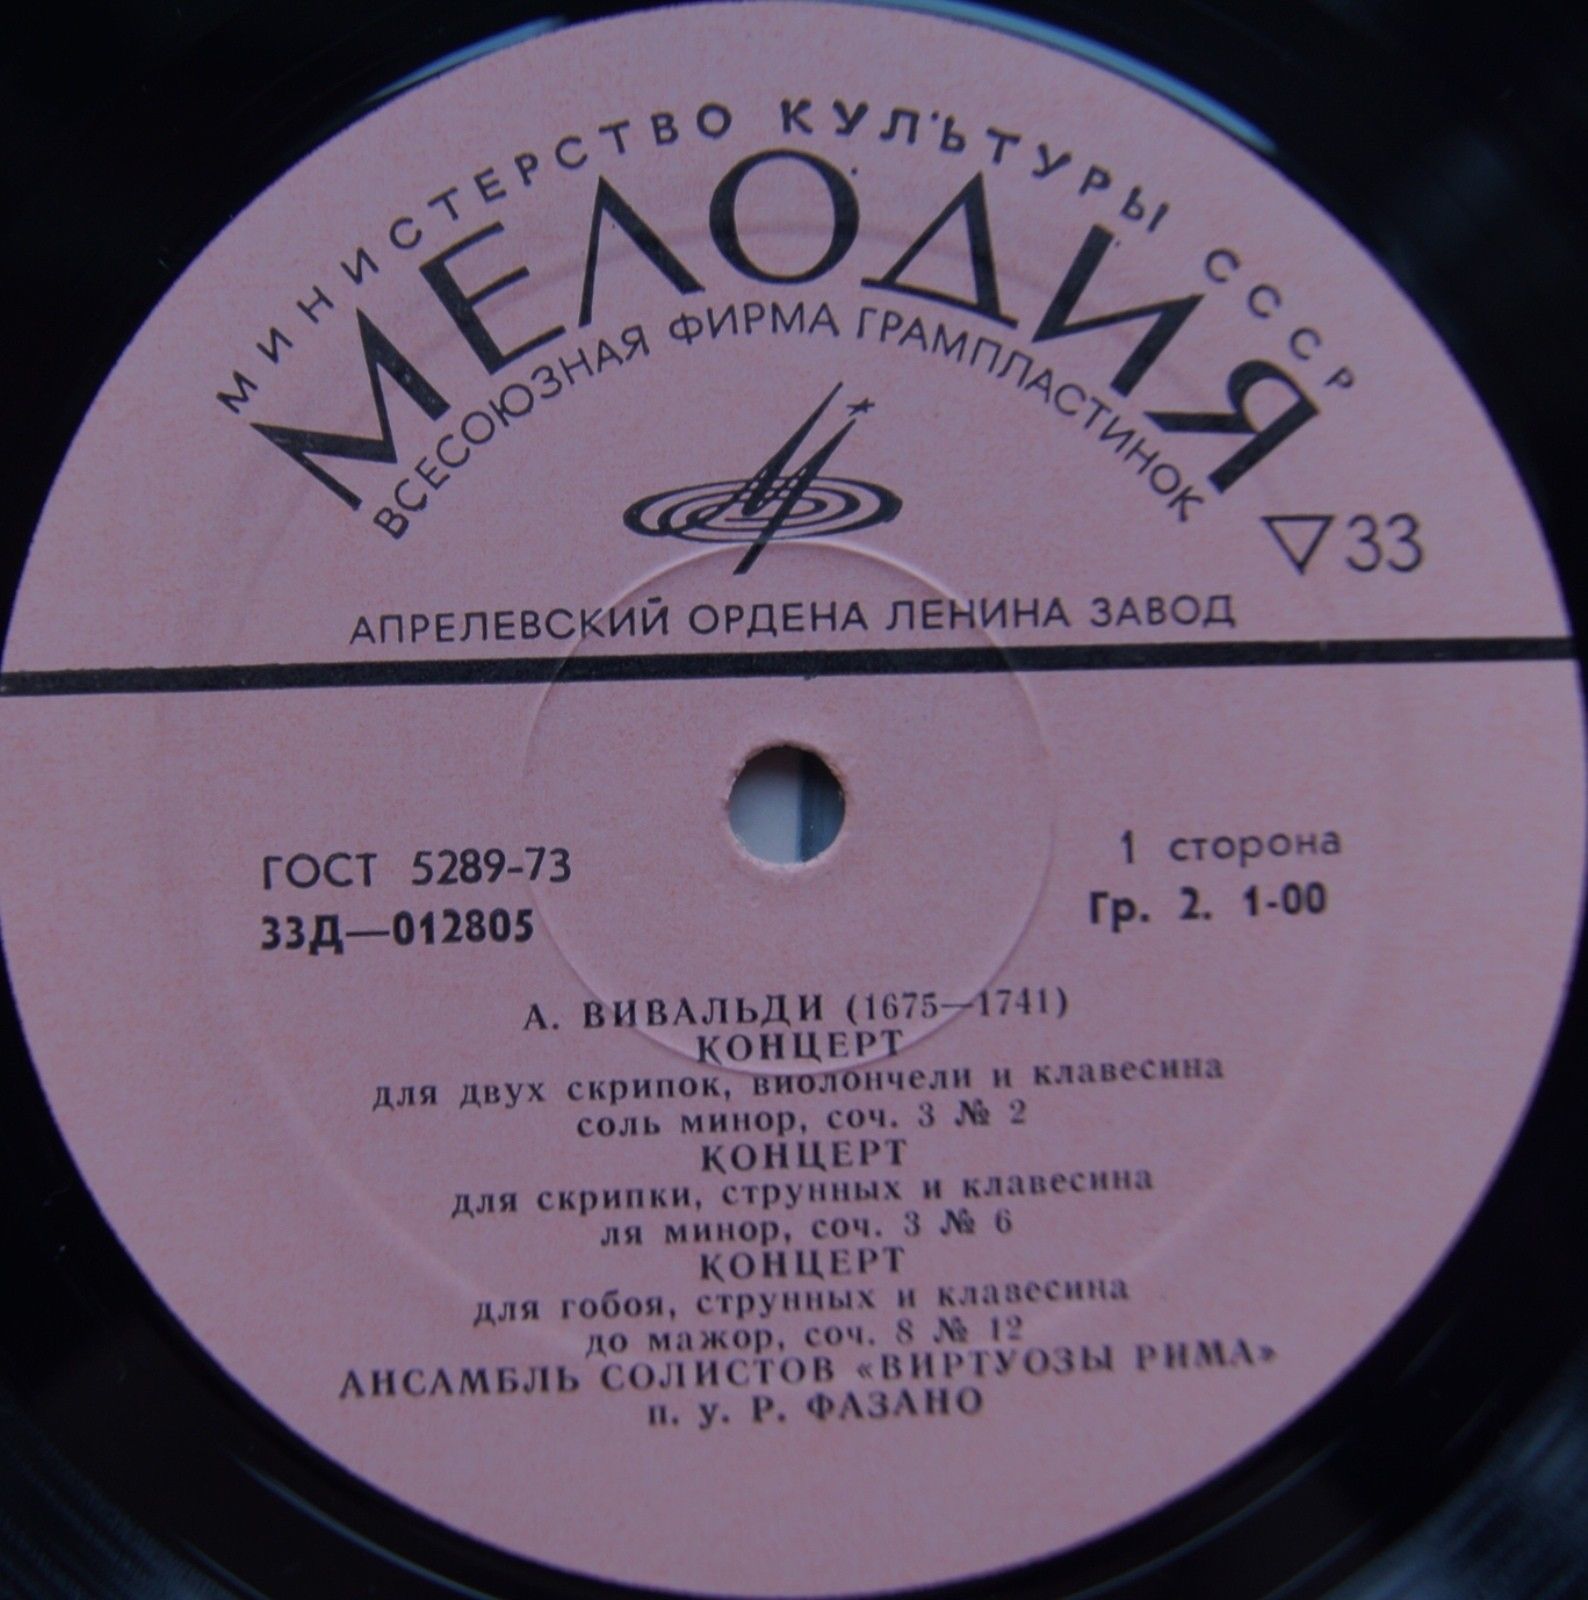 МИНИСТЕРСТВО КУЛЬТУРЫ СССР
МЕЛОДИЯ
ВСЕСОЮЗНАЯ ФИРМА ГРАМПЛАСТИНОК
33
АПРЕЛЕВСКИЙ ОРДЕНА ЛЕНИНА ЗАВОД
ГОСТ 5289-73
33Д—012805
1 сторона
Гр. 2. 1-00
А. ВИВАЛЬДИ (1675—1741)
КОНЦЕРТ
для двух скрипок, виолончели и клавесина
соль минор, соч. 3 № 2
КОНЦЕРТ
для скрипки, струнных и клавесина
ля минор, соч. 3 № 6
КОНЦЕРТ
для гобоя, струнных и клавесина
до мажор, соч. 8 № 12
АНСАМБЛЬ СОЛИСТОВ «ВИРТУОЗЫ РИМА»
п. у. Р. ФАЗАНО